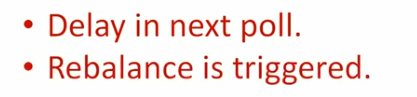 • Delay in next poll.
• Rebalance is triggered.